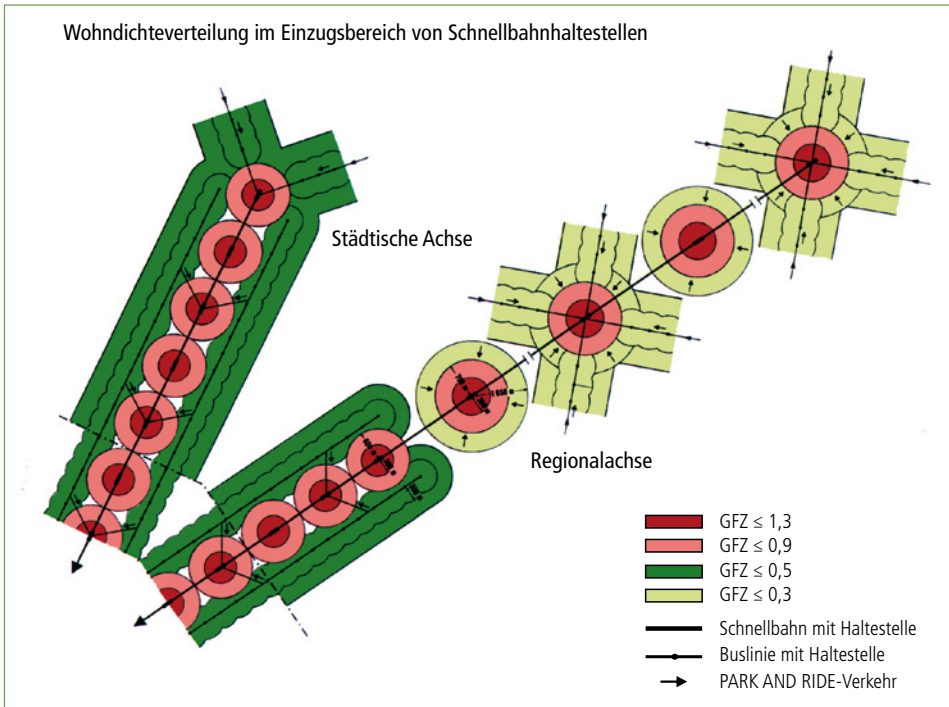 Wohndichteverteilung im Einzugsbereich von Schnellbahnhaltestellen
Städtische Achse
Regionalachse
GFZ ≤ 1,3
GFZ ≤ 0,9
GFZ ≤ 0,5
GFZ ≤ 0,3
Schnellbahn mit Haltestelle
Buslinie mit Haltestelle
PARK AND RIDE-Verkehr